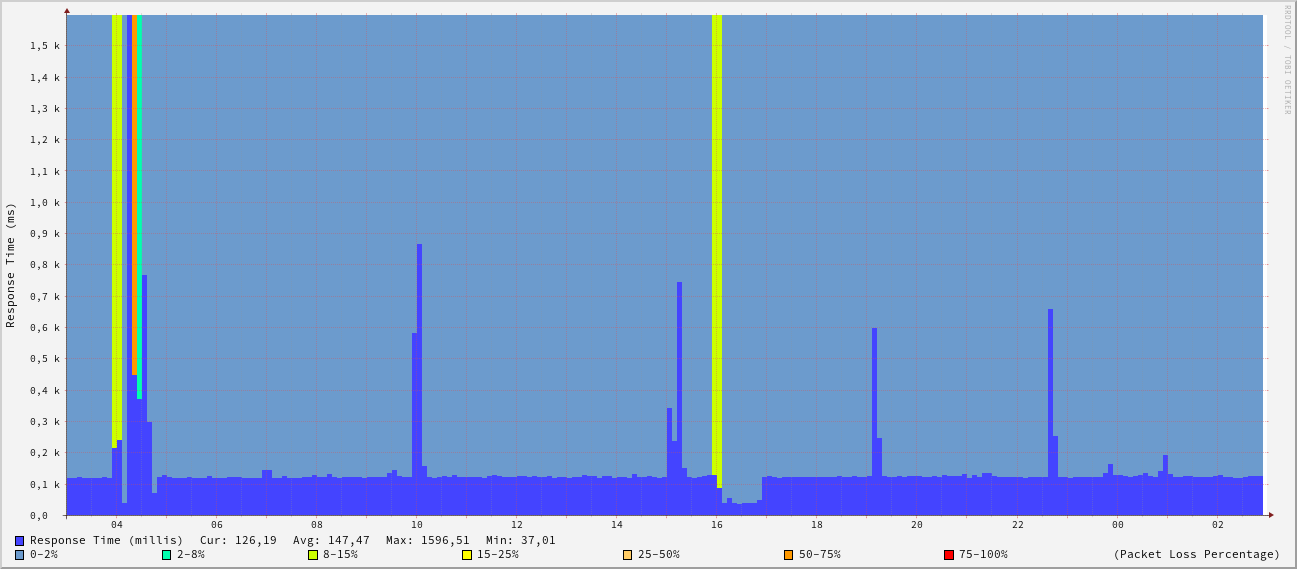 RRDTOOL / TOBI OETIKER
Response Time (ms)
1,5 k
1,4 k
1,3 k
1,2 k
1,1 k
1,0 k
0,9 k
0,8 k
0,7 k
0,6 k
0,5 k
0,4 k
0,3 k
0,2 k
0,1 k
0,0
04 06 08 10 12 14 16 18 20 22 00 02
Response Time (millis) Cur: 126,19 Avg: 147,47 Max: 1596,51 Min: 37,01
0-2% 2-8% 8-15% 15-25% 25-50% 50-75% 75-100% (Packet Loss Percentage)